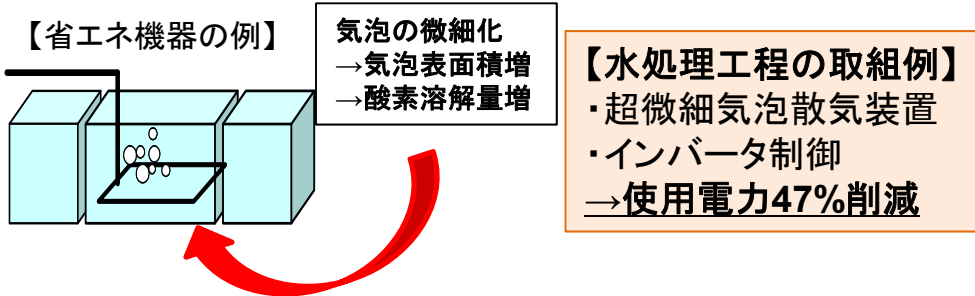 【省エネ機器の例】
気泡の微細化
→気泡表面積増
→酸素溶解量増
【水処理工程の取組例】
・超微細気泡散気装置
・インバータ制御
→使用電力47%削減